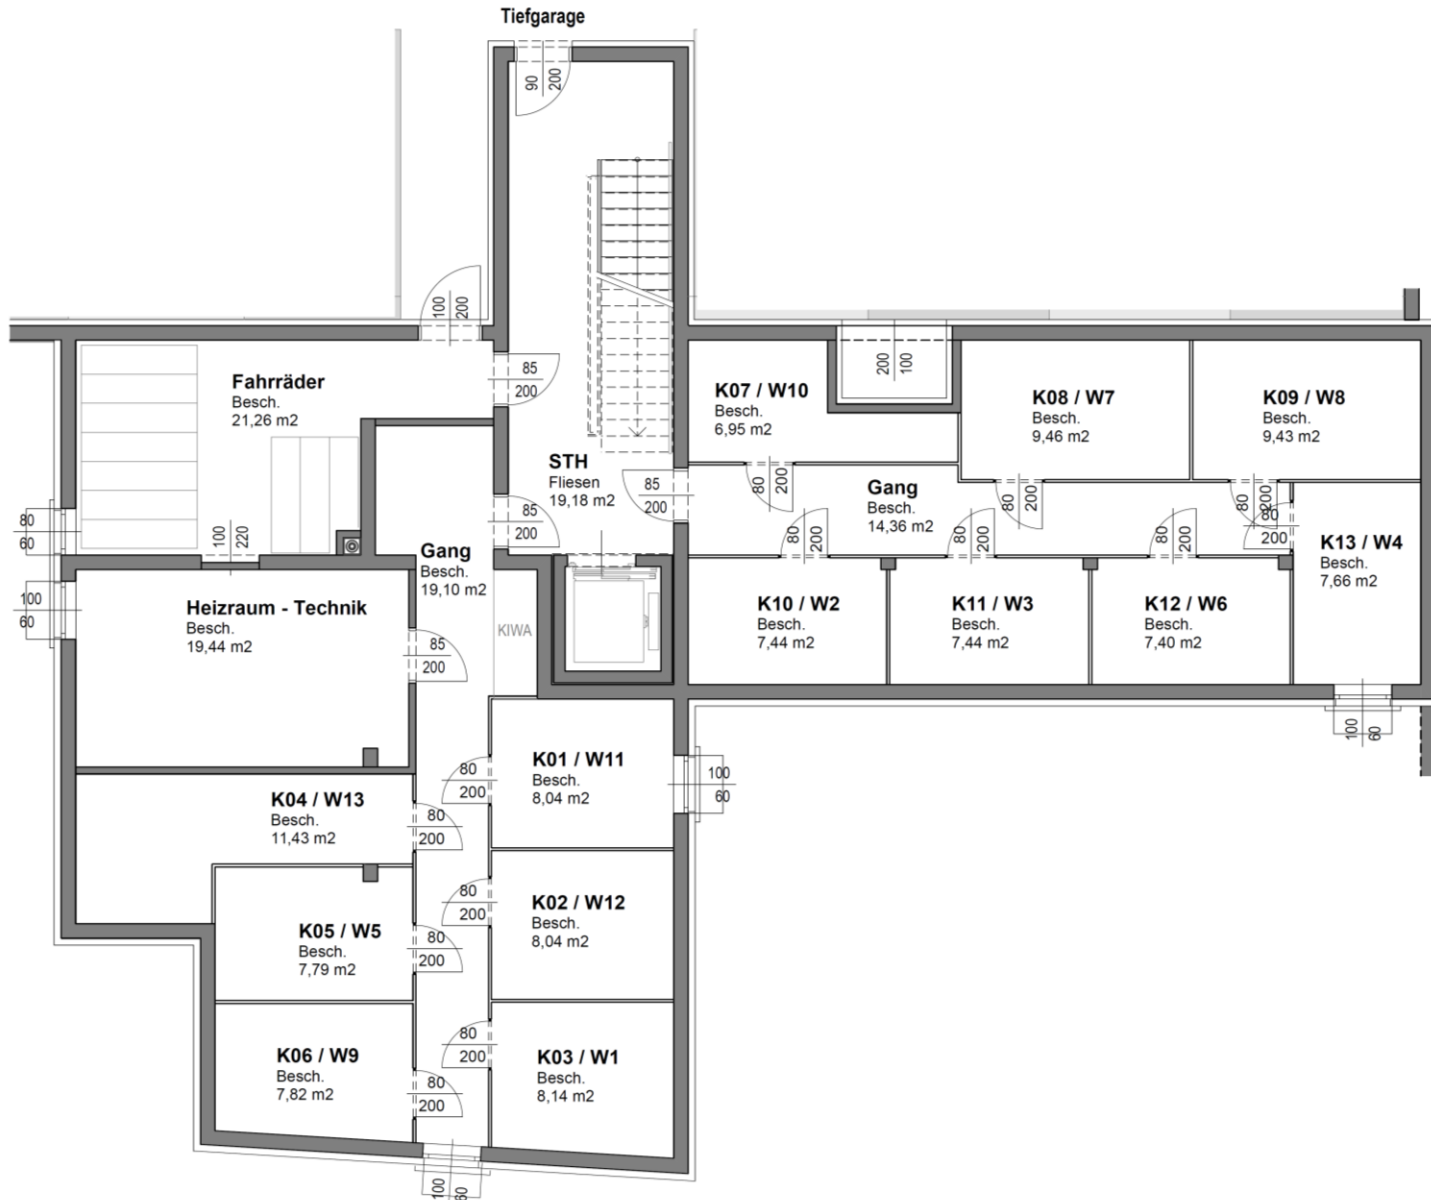 Tiefgarage
90
200
100
200
85
200
Fahrräder
Besch.
21,26 m2
80
60
100
220
STH
Fliesen
19,18 m2
85
200
85
200
Gang
Besch.
19,10 m2
KIWA
100
60
Heizraum - Technik
Besch.
19,44 m2
85
200
200
100
K07 / W10
Besch.
6,95 m2
80
200
K08 / W7
Besch.
9,46 m2
80
200
K09 / W8
Besch.
9,43 m2
80
200
Gang
Besch.
14,36 m2
80
200
K13 / W4
Besch.
7,66 m2
80
200
K10 / W2
Besch.
7,44 m2
80
200
K11 / W3
Besch.
7,44 m2
80
200
K12 / W6
Besch.
7,40 m2
100
60
K01 / W11
Besch.
8,04 m2
80
200
100
60
K04 / W13
Besch.
11,43 m2
80
200
K02 / W12
Besch.
8,04 m2
80
200
K05 / W5
Besch.
7,79 m2
80
200
K03 / W1
Besch.
8,14 m2
80
200
K06 / W9
Besch.
7,82 m2
80
200
100
60